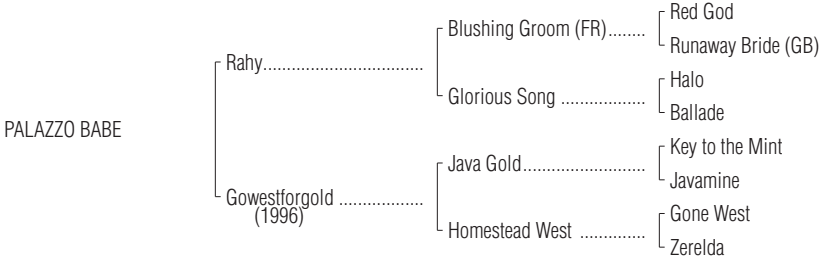 Red God
Blushing Groom (FR)........
Runaway Bride (GB)
Rahy................................
Halo
Glorious Song .................
Ballade
PALAZZO BABE
Key to the Mint
Java Gold.........................
Javamine
Gowestforgold .................
(1996)
Gone West
Homestead West ..............
Zerelda